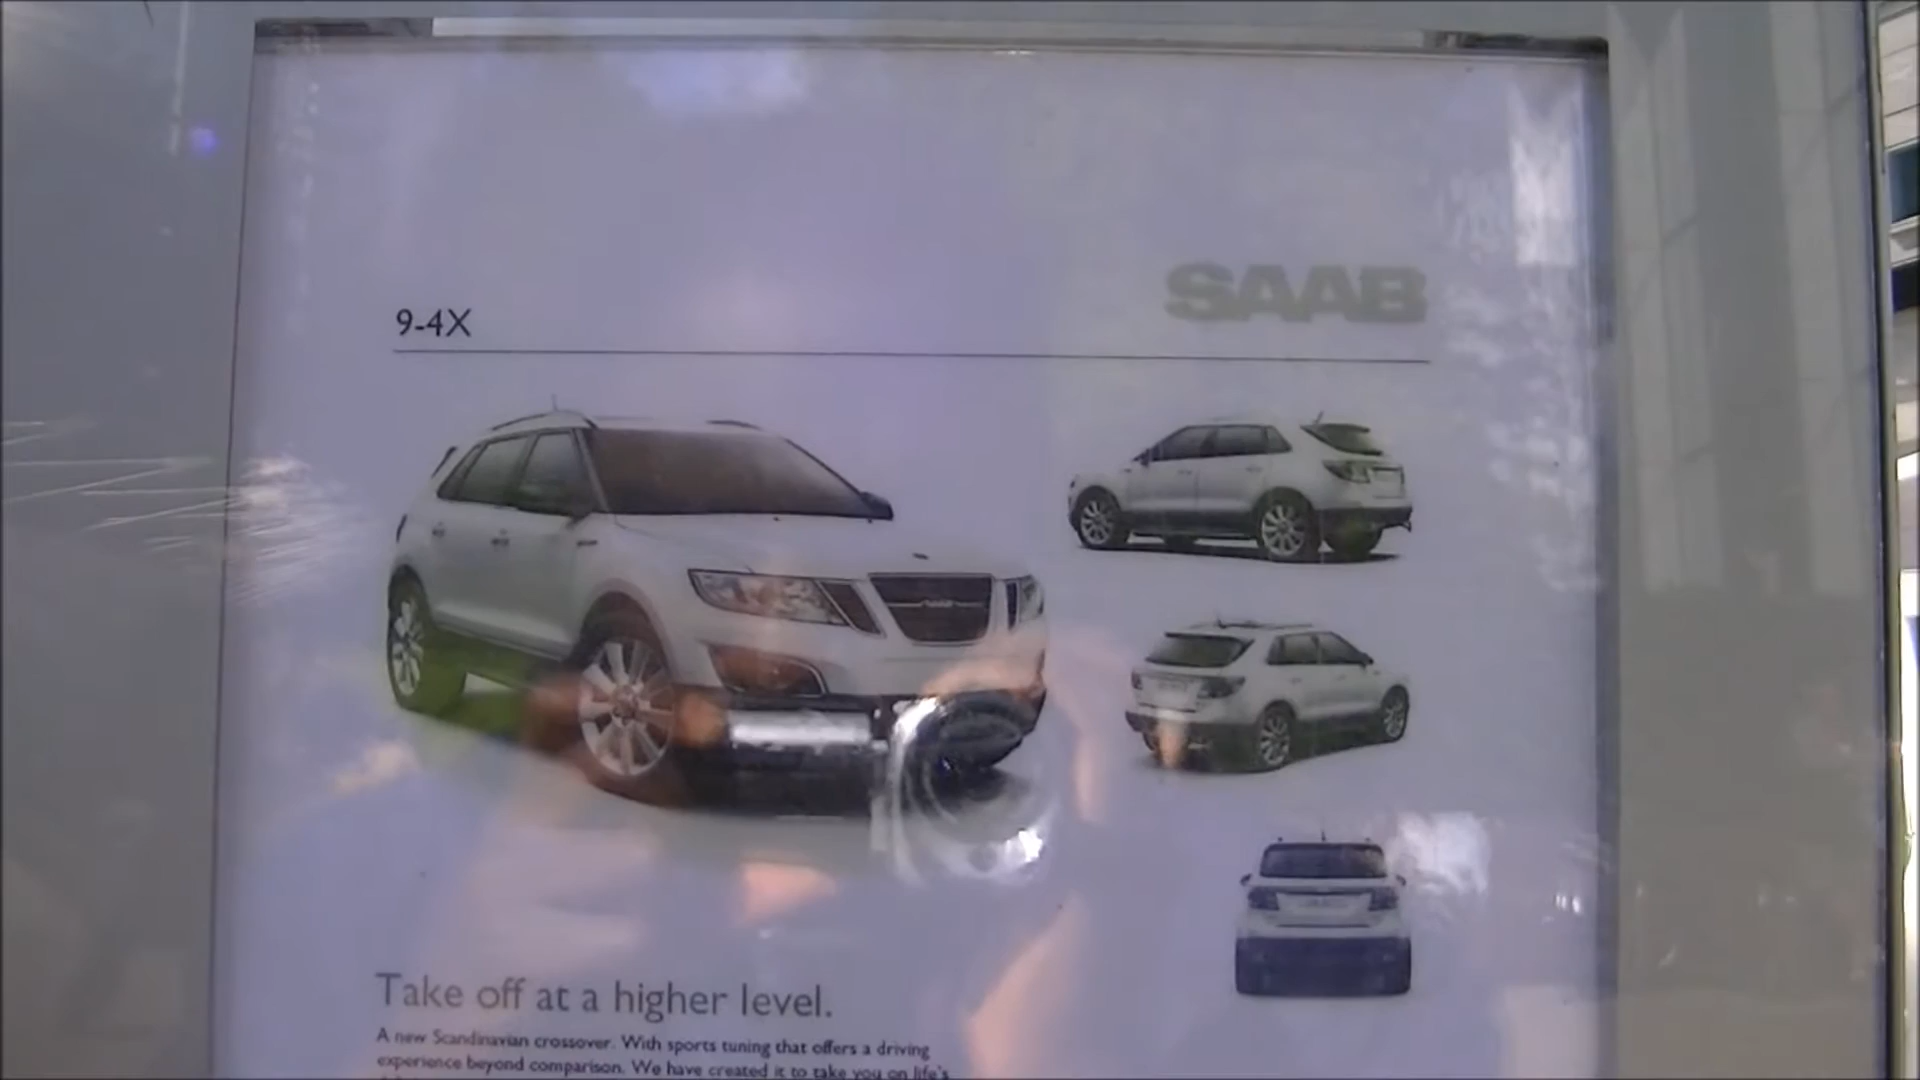 9-4X
SAAB
Take off at a higher level.
A new Scandinavian crossover. With sports tuning that offers a driving
experience beyond comparison. We have created it to take you on life's